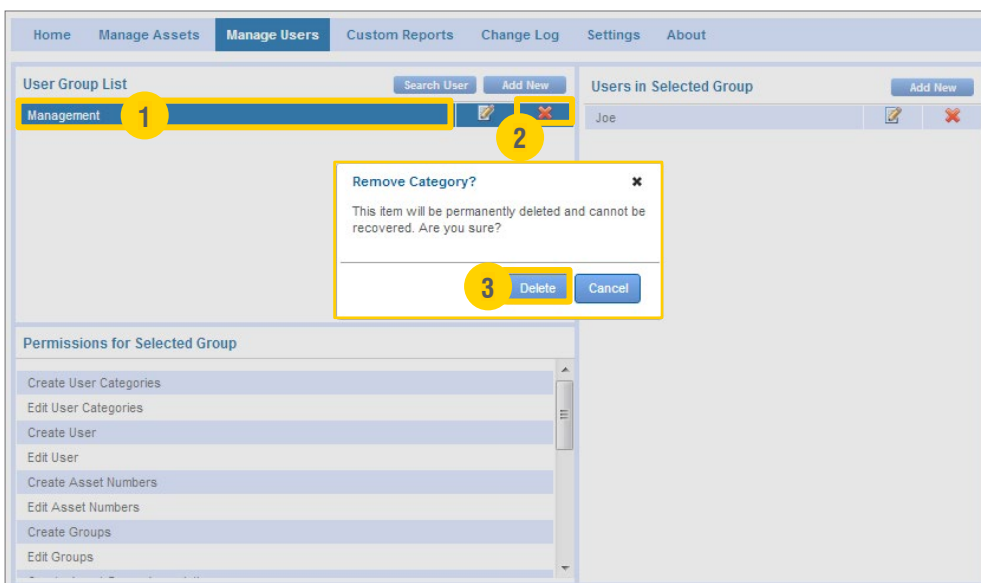 Home Manage Assets Manage Users Custom Reports Change Log Settings About
User Group List Search User Add New
Management 1
2
Users in Selected Group Add New
Joe
Remove Category?
This item will be permanently deleted and cannot be
recovered. Are you sure?
3 Delete Cancel
Permissions for Selected Group
Create User Categories
Edit User Categories
Create User
Edit User
Create Asset Numbers
Edit Asset Numbers
Create Groups
Edit Groups